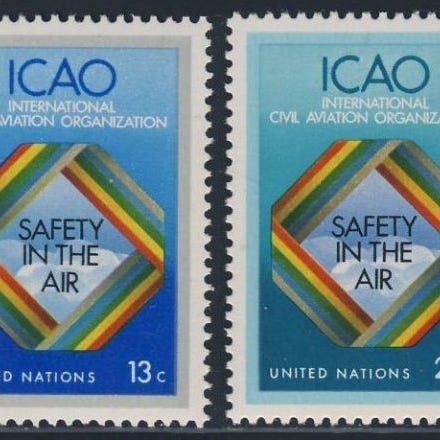 ICAO
INTERNATIONAL
AVIATION ORGANIZATION
SAFETY
IN THE
AIR
NATIONS 13c
ICAO
INTERNATIONAL
CIVIL AVIATION
SAFETY
IN THE
AIR
UNITED NATIONS